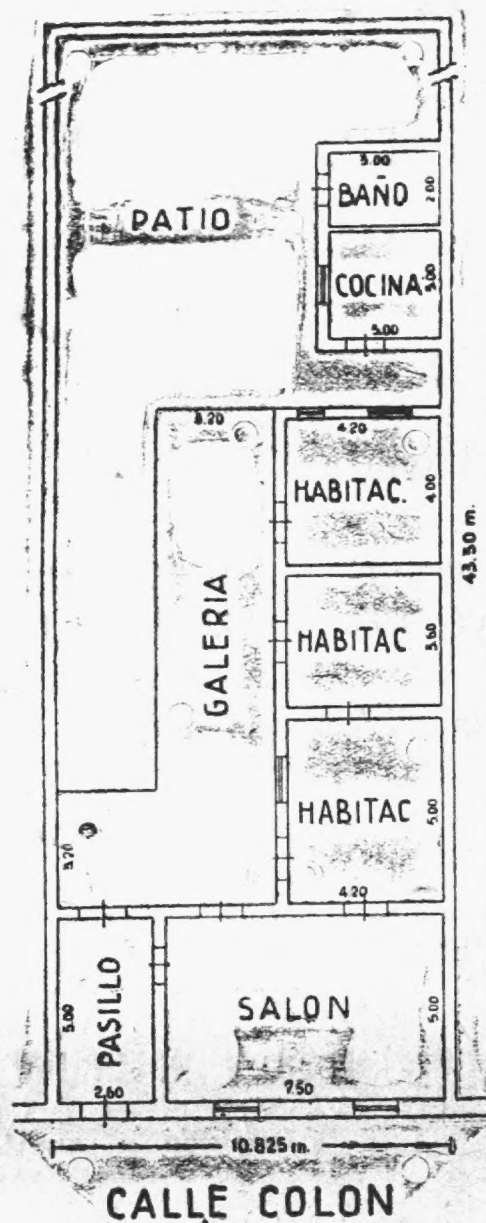 3.00
BAÑO
2.00
PATIO
COCINA
3.00
3.00
3.20
4.20
HABITAC.
4.00
43.30 m.
GALERIA
HABITAC
3.60
HABITAC
5.00
3.20
4.20
PASILLO
5.00
SALON
5.00
2.60
7.50
10.825 m.
CALLE COLON